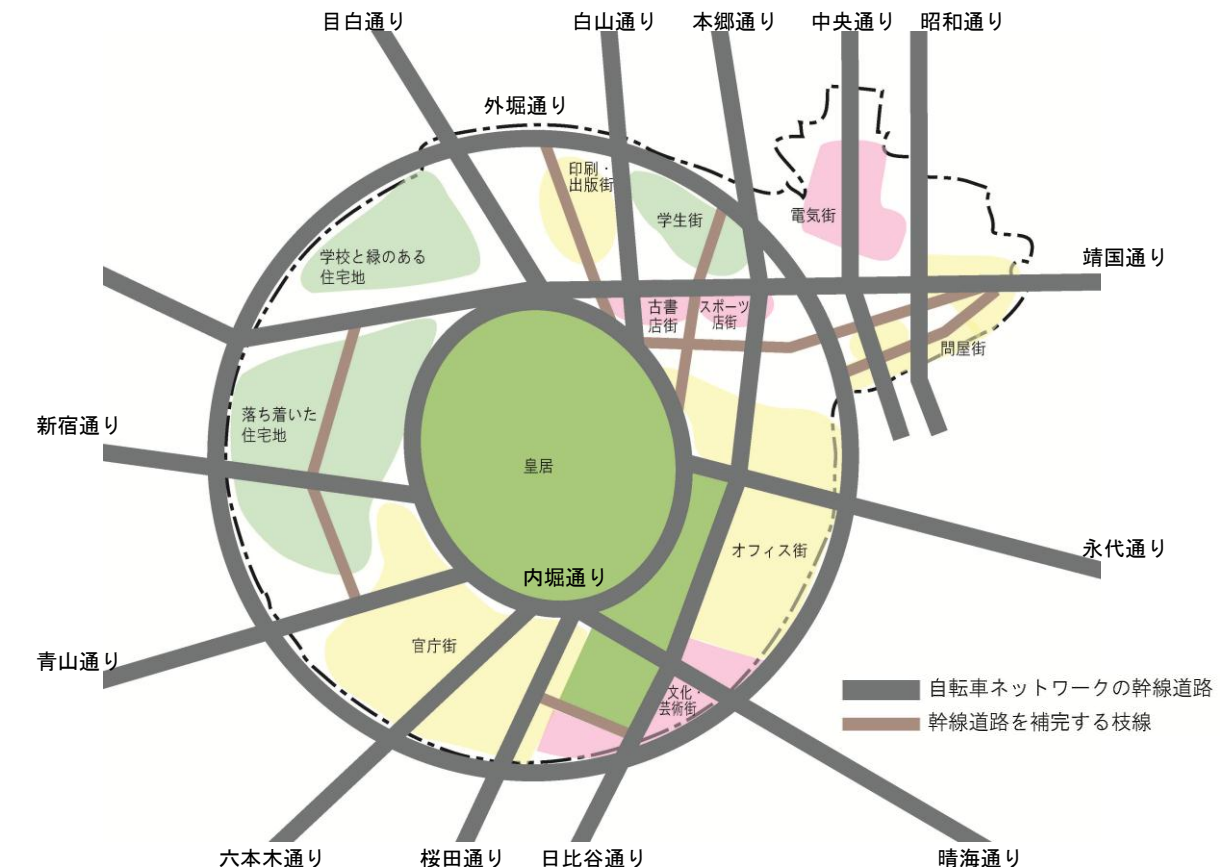 目白通り
白山通り
本郷通り
中央通り
昭和通り
外堀通り
印刷・
出版街
学生街
電気街
学校と緑のある
住宅地
靖国通り
古書
店街
スポーツ
店街
問屋街
新宿通り
落ち着いた
住宅地
皇居
オフィス街
永代通り
内堀通り
官庁街
青山通り
文化・
芸術街
自転車ネットワークの幹線道路
幹線道路を補完する枝線
六本木通り
桜田通り
日比谷通り
晴海通り